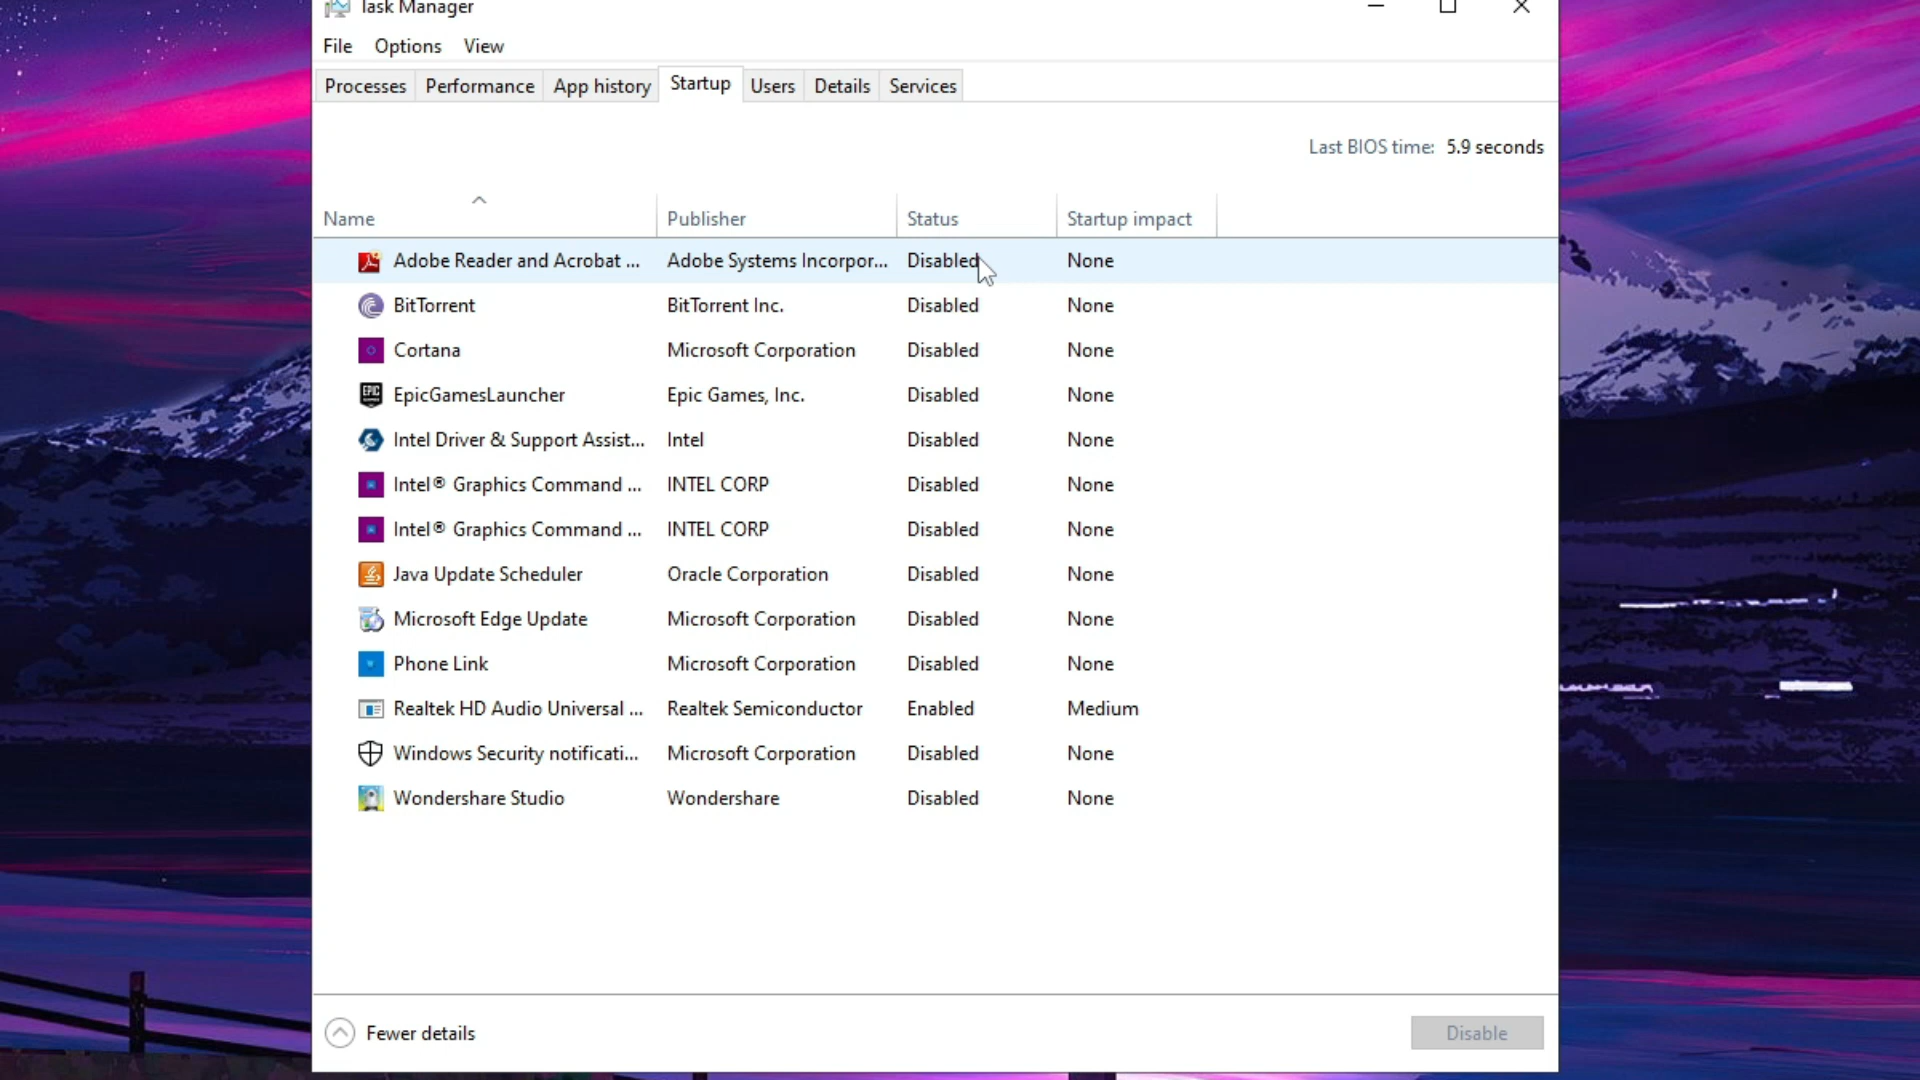 Task Manager
File Options View
Processes Performance App history Startup Users Details Services
Last BIOS time: 5.9 seconds
Name Publisher Status Startup impact
Adobe Reader and Acrobat ... Adobe Systems Incorpor... Disabled None
BitTorrent BitTorrent Inc. Disabled None
Cortana Microsoft Corporation Disabled None
EpicGamesLauncher Epic Games, Inc. Disabled None
Intel Driver & Support Assist... Intel Disabled None
Intel® Graphics Command ... INTEL CORP Disabled None
Intel® Graphics Command ... INTEL CORP Disabled None
Java Update Scheduler Oracle Corporation Disabled None
Microsoft Edge Update Microsoft Corporation Disabled None
Phone Link Microsoft Corporation Disabled None
Realtek HD Audio Universal ... Realtek Semiconductor Enabled Medium
Windows Security notificati... Microsoft Corporation Disabled None
Wondershare Studio Wondershare Disabled None
Fewer details Disable